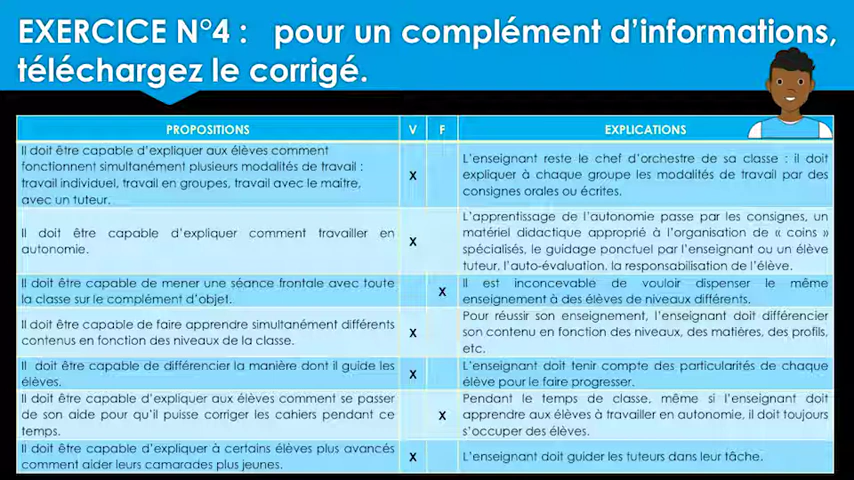 EXERCICE N°4 : pour un complément d'informations,
téléchargez le corrigé.
PROPOSITIONS V F EXPLICATIONS
Il doit être capable d'expliquer aux élèves comment
fonctionnent simultanément plusieurs modalités de travail :
travail individuel, travail en groupes, travail avec le maitre,
avec un tuteur.
X
L'enseignant reste le chef d'orchestre de sa classe : il doit
expliquer à chaque groupe les modalités de travail par des
consignes orales ou écrites.
Il doit être capable d'expliquer comment travailler en
autonomie.
X
L'apprentissage de l'autonomie passe par les consignes, un
matériel didactique approprié à l'organisation de « coins »
spécialisés, le guidage ponctuel par l'enseignant ou un élève
tuteur, l'auto-évaluation, la responsabilisation de l'élève.
Il doit être capable de mener une séance frontale avec toute
la classe sur le complément d'objet.
X
Il est inconcevable de vouloir dispenser le même
enseignement à des élèves de niveaux différents.
Il doit être capable de faire apprendre simultanément différents
contenus en fonction des niveaux de la classe.
X
Pour réussir son enseignement, l'enseignant doit différencier
son contenu en fonction des niveaux, des matières, des profils,
etc.
Il doit être capable de différencier la manière dont il guide les
élèves.
X
L'enseignant doit tenir compte des particularités de chaque
élève pour le faire progresser.
Il doit être capable d'expliquer aux élèves comment se passer
de son aide pour qu'il puisse corriger les cahiers pendant ce
temps.
X
Pendant le temps de classe, même si l'enseignant doit
apprendre aux élèves à travailler en autonomie, il doit toujours
s'occuper des élèves.
Il doit être capable d'expliquer à certains élèves plus avancés
comment aider leurs camarades plus jeunes.
X
L'enseignant doit guider les tuteurs dans leur tâche.